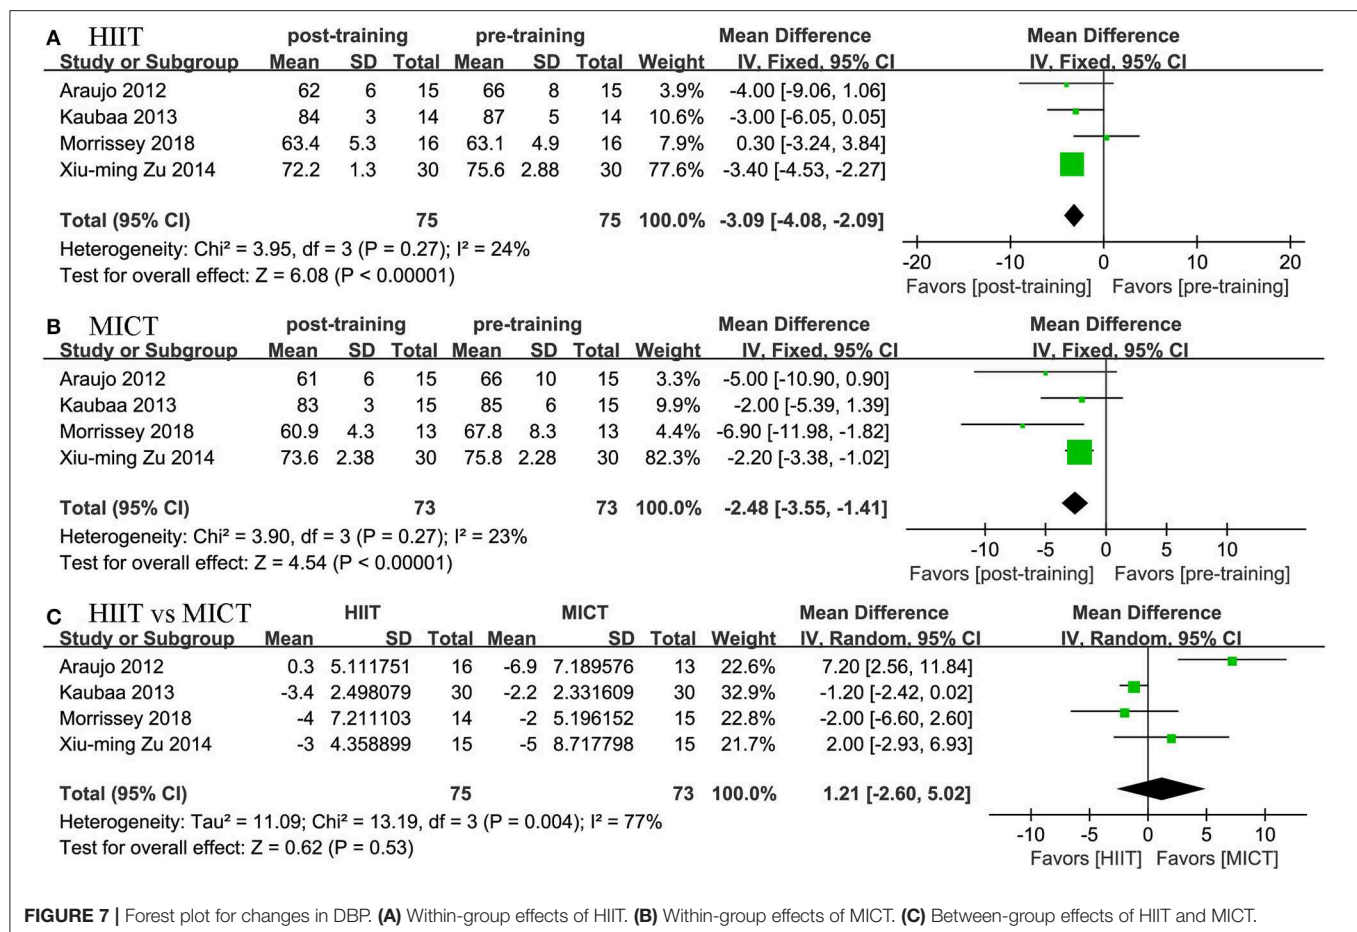 A HIIT post-training pre-training Mean Difference Mean Difference
Study or Subgroup Mean SD Total Mean SD Total Weight IV, Fixed, 95% CI IV, Fixed, 95% CI
Araujo 2012 62 6 15 66 8 15 3.9% -4.00 [-9.06, 1.06]
Kaubaa 2013 84 3 14 87 5 14 10.6% -3.00 [-6.05, 0.05]
Morrissey 2018 63.4 5.3 16 63.1 4.9 16 7.9% 0.30 [-3.24, 3.84]
Xiu-ming Zu 2014 72.2 1.3 30 75.6 2.88 30 77.6% -3.40 [-4.53, -2.27]
Total (95% CI) 75 75 100.0% -3.09 [-4.08, -2.09]
Heterogeneity: Chi² = 3.95, df = 3 (P = 0.27); I² = 24%
Test for overall effect: Z = 6.08 (P < 0.00001)
-20 -10 0 10 20
Favors [post-training] Favors [pre-training]
B MICT post-training pre-training Mean Difference Mean Difference
Study or Subgroup Mean SD Total Mean SD Total Weight IV, Fixed, 95% CI IV, Fixed, 95% CI
Araujo 2012 61 6 15 66 10 15 3.3% -5.00 [-10.90, 0.90]
Kaubaa 2013 83 3 15 85 6 15 9.9% -2.00 [-5.39, 1.39]
Morrissey 2018 60.9 4.3 13 67.8 8.3 13 4.4% -6.90 [-11.98, -1.82]
Xiu-ming Zu 2014 73.6 2.38 30 75.8 2.28 30 82.3% -2.20 [-3.38, -1.02]
Total (95% CI) 73 73 100.0% -2.48 [-3.55, -1.41]
Heterogeneity: Chi² = 3.90, df = 3 (P = 0.27); I² = 23%
Test for overall effect: Z = 4.54 (P < 0.00001)
-10 -5 0 5 10
Favors [post-training] Favors [pre-training]
C HIIT vs MICT HIIT MICT Mean Difference Mean Difference
Study or Subgroup Mean SD Total Mean SD Total Weight IV, Random, 95% CI IV, Random, 95% CI
Araujo 2012 0.3 5.111751 16 -6.9 7.189576 13 22.6% 7.20 [2.56, 11.84]
Kaubaa 2013 -3.4 2.498079 30 -2.2 2.331609 30 32.9% -1.20 [-2.42, 0.02]
Morrissey 2018 -4 7.211103 14 -2 5.196152 15 22.8% -2.00 [-6.60, 2.60]
Xiu-ming Zu 2014 -3 4.358899 15 -5 8.717798 15 21.7% 2.00 [-2.93, 6.93]
Total (95% CI) 75 73 100.0% 1.21 [-2.60, 5.02]
Heterogeneity: Tau² = 11.09; Chi² = 13.19, df = 3 (P = 0.004); I² = 77%
Test for overall effect: Z = 0.62 (P = 0.53)
-10 -5 0 5 10
Favors [HIIT] Favors [MICT]
FIGURE 7 | Forest plot for changes in DBP. (A) Within-group effects of HIIT. (B) Within-group effects of MICT. (C) Between-group effects of HIIT and MICT.